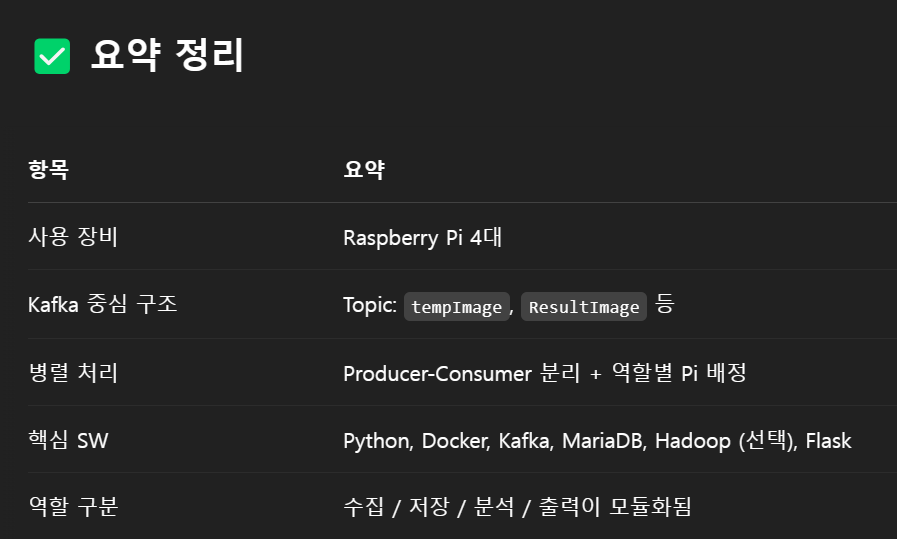 ✅ 요약 정리
항목 요약
사용 장비 Raspberry Pi 4대
Kafka 중심 구조 Topic: tempImage, ResultImage 등
병렬 처리 Producer-Consumer 분리 + 역할별 Pi 배정
핵심 SW Python, Docker, Kafka, MariaDB, Hadoop (선택), Flask
역할 구분 수집 / 저장 / 분석 / 출력이 모듈화됨